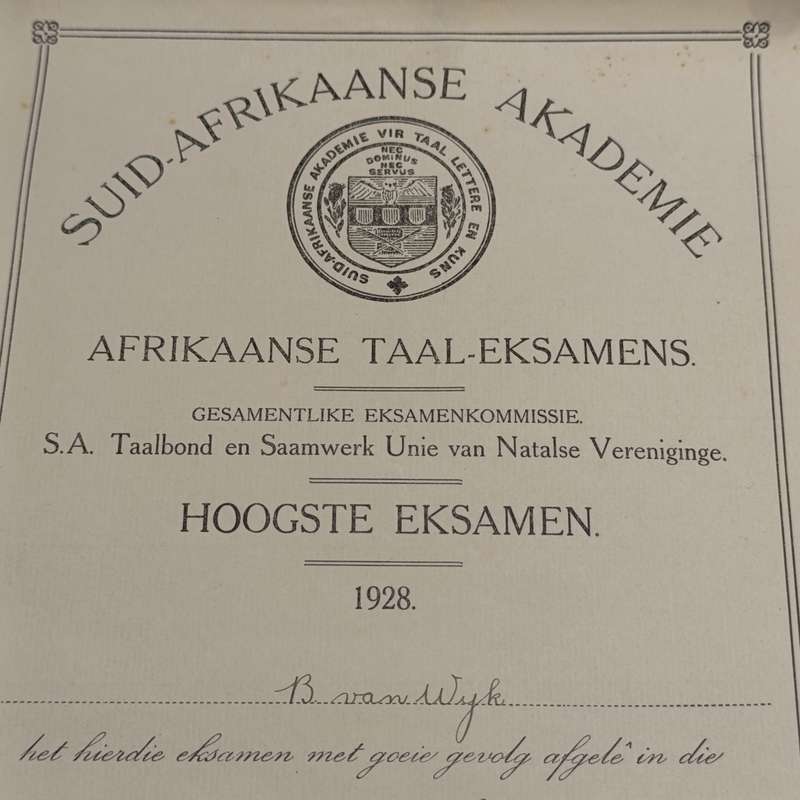 SUID-AFRIKAANSE AKADEMIE
SUID-AFRIKAANSE AKADEMIE VIR TAAL LETTERE EN KUNS
NEC
DOMINUS
NEC
SERVUS
AFRIKAANSE TAAL-EKSAMENS.
GESAMENTLIKE EKSAMENKOMMISSIE.
S.A. Taalbond en Saamwerk Unie van Natalse Vereniginge.
HOOGSTE EKSAMEN.
1928.
B van Wyk
het hierdie eksamen met goeie gevolg afgelê in die